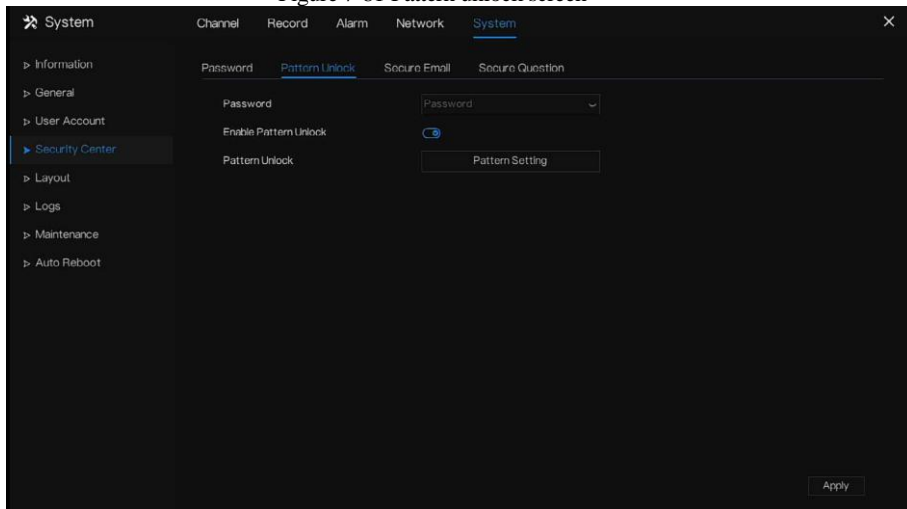 System Channel Record Alarm Network System
Information
General
User Account
Security Center
Layout
Logs
Maintenance
Auto Reboot
Password Pattern Unlock Secure Email Secure Question
Password Password
Enable Pattern Unlock
Pattern Unlock Pattern Setting
Apply